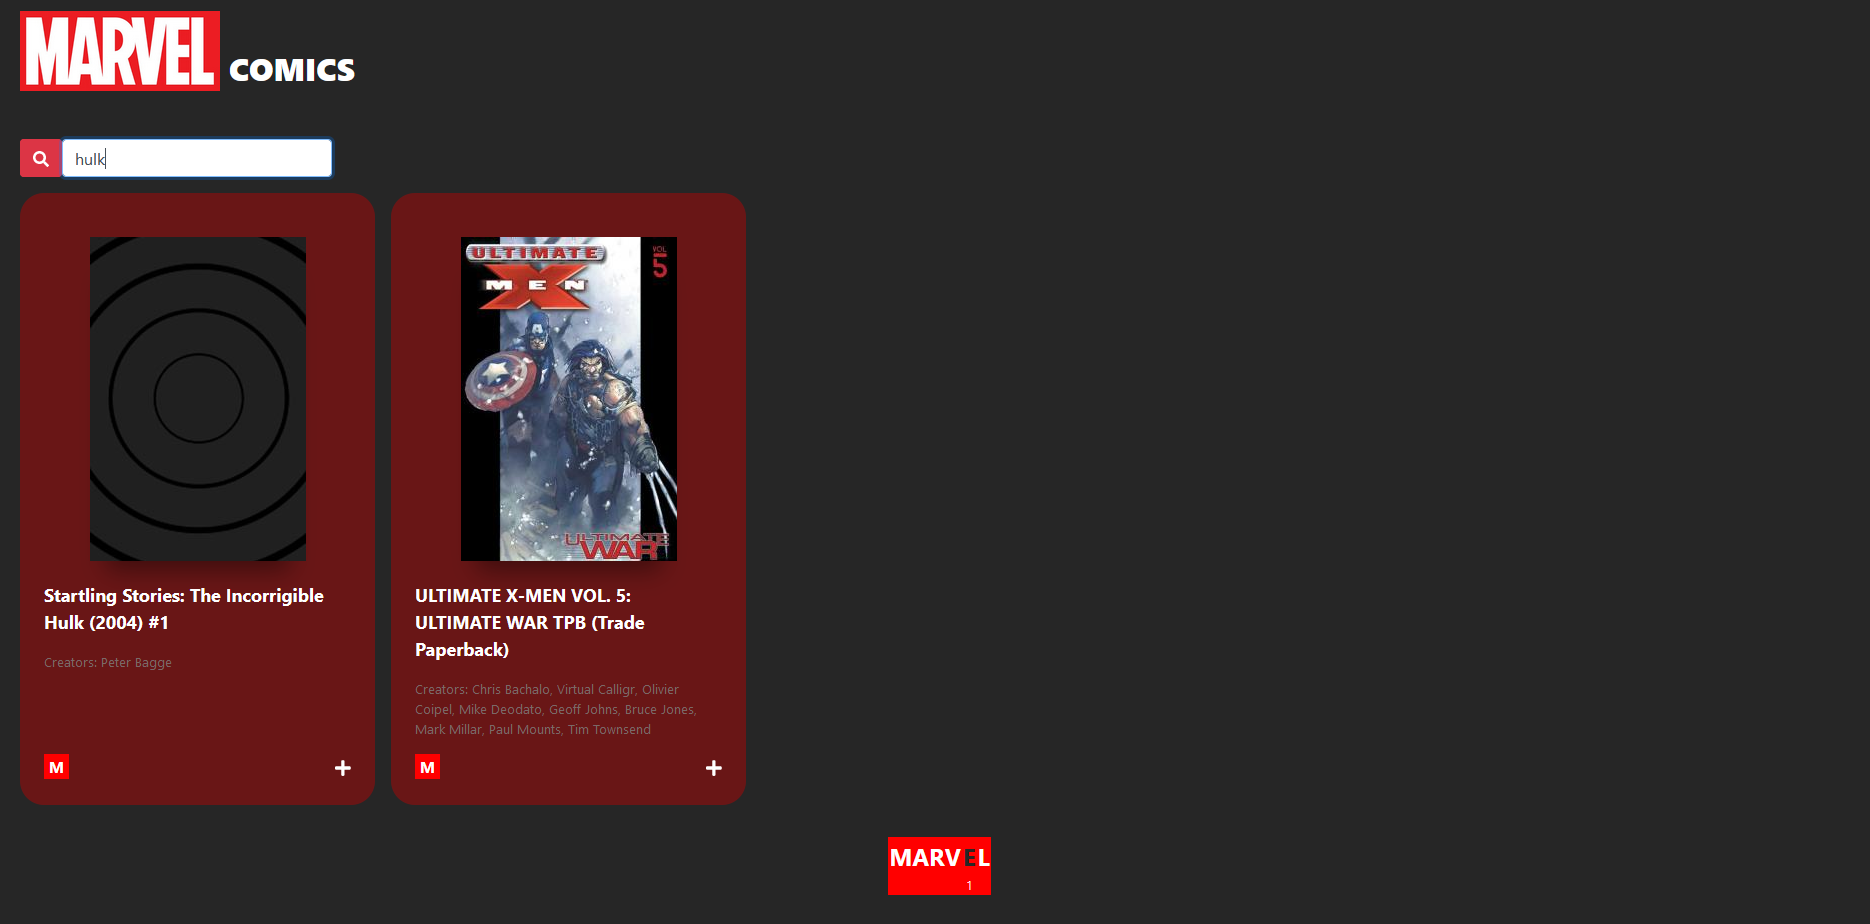 MARVEL COMICS
hulk
ULTIMATE
X
MEN
VOL
5
ULTIMATE
WAR
Startling Stories: The Incorrigible
Hulk (2004) #1
Creators: Peter Bagge
M
ULTIMATE X-MEN VOL. 5:
ULTIMATE WAR TPB (Trade
Paperback)
Creators: Chris Bachalo, Virtual Calligr, Olivier
Coipel, Mike Deodato, Geoff Johns, Bruce Jones,
Mark Millar, Paul Mounts, Tim Townsend
M
MARVEL
1